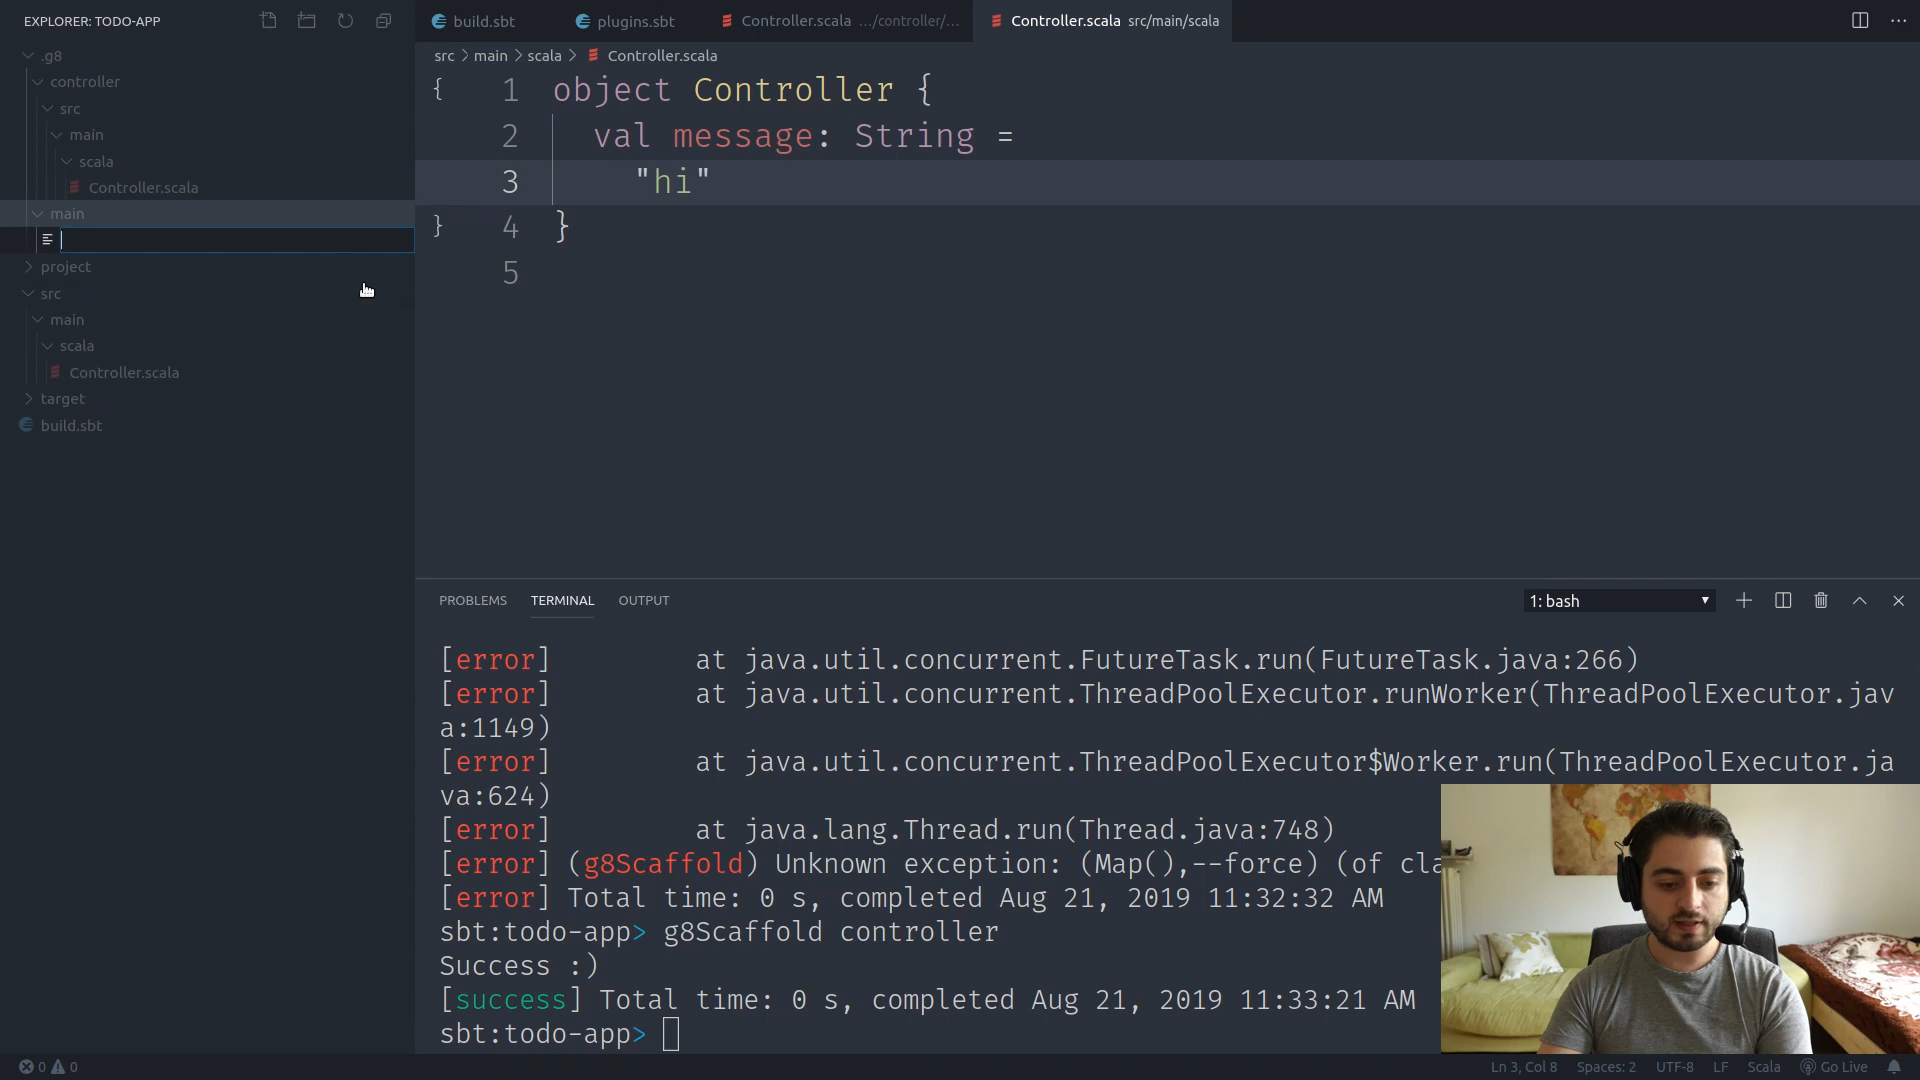 EXPLORER: TODO-APP
.g8
controller
src
main
scala
Controller.scala
main
project
src
main
scala
Controller.scala
target
build.sbt
build.sbt
plugins.sbt
Controller.scala .../controller/...
Controller.scala src/main/scala
src > main > scala > Controller.scala
{ 1 object Controller {
2 val message: String =
3 "hi"
} 4 }
5
PROBLEMS TERMINAL OUTPUT
1: bash
[error] at java.util.concurrent.FutureTask.run(FutureTask.java:266)
[error] at java.util.concurrent.ThreadPoolExecutor.runWorker(ThreadPoolExecutor.jav
a:1149)
[error] at java.util.concurrent.ThreadPoolExecutor$Worker.run(ThreadPoolExecutor.ja
va:624)
[error] at java.lang.Thread.run(Thread.java:748)
[error] (g8Scaffold) Unknown exception: (Map(),--force) (of cla
[error] Total time: 0 s, completed Aug 21, 2019 11:32:32 AM
sbt:todo-app> g8Scaffold controller
Success :)
[success] Total time: 0 s, completed Aug 21, 2019 11:33:21 AM
sbt:todo-app>
0 0
Ln 3, Col 8 Spaces: 2 UTF-8 LF Scala Go Live